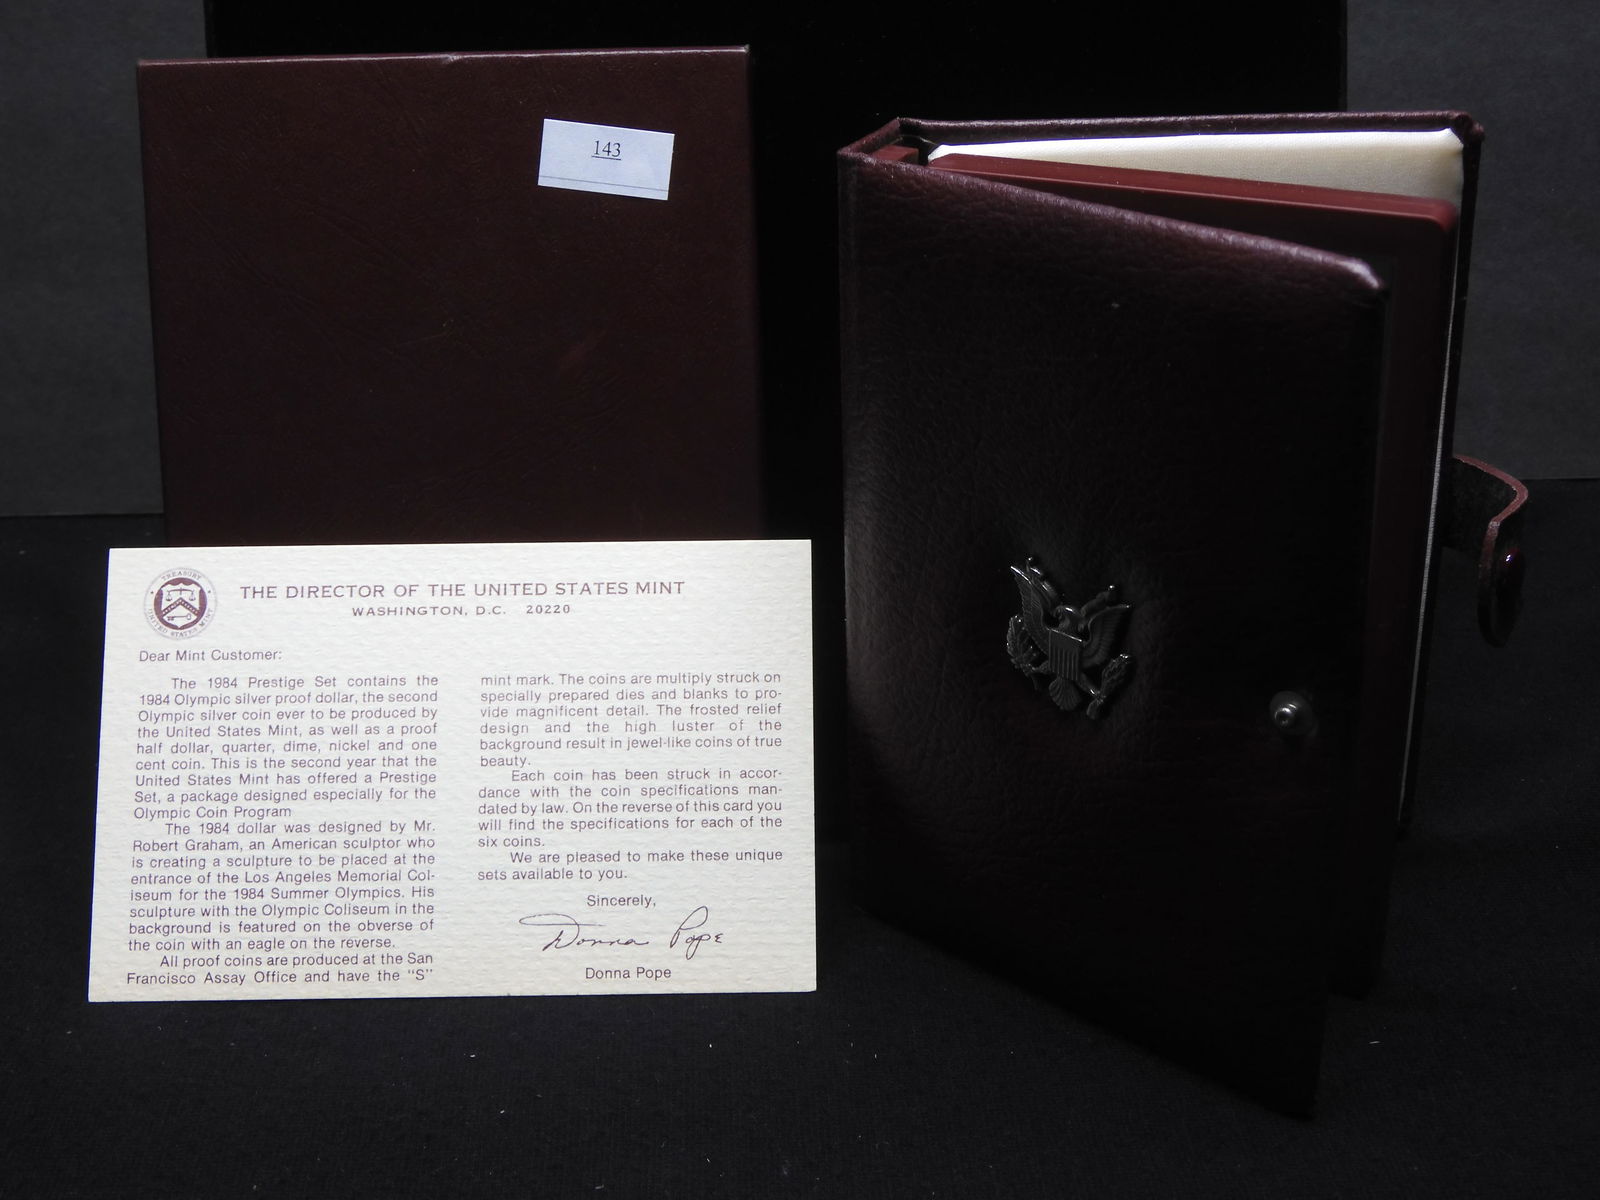 143
TREASURY
UNITED STATES MINT
THE DIRECTOR OF THE UNITED STATES MINT
WASHINGTON, D.C. 20220
Dear Mint Customer:
The 1984 Prestige Set contains the
1984 Olympic silver proof dollar, the second
Olympic silver coin ever to be produced by
the United States Mint, as well as a proof
half dollar, quarter, dime, nickel and one
cent coin. This is the second year that the
United States Mint has offered a Prestige
Set, a package designed especially for the
Olympic Coin Program
The 1984 dollar was designed by Mr.
Robert Graham, an American sculptor who
is creating a sculpture to be placed at the
entrance of the Los Angeles Memorial Col-
iseum for the 1984 Summer Olympics. His
sculpture with the Olympic Coliseum in the
background is featured on the obverse of
the coin with an eagle on the reverse.
All proof coins are produced at the San
Francisco Assay Office and have the "S"
mint mark. The coins are multiply struck on
specially prepared dies and blanks to pro-
vide magnificent detail. The frosted relief
design and the high luster of the
background result in jewel-like coins of true
beauty.
Each coin has been struck in accor-
dance with the coin specifications man-
dated by law. On the reverse of this card you
will find the specifications for each of the
six coins.
We are pleased to make these unique
sets available to you.
Sincerely,
Donna Pope
Donna Pope